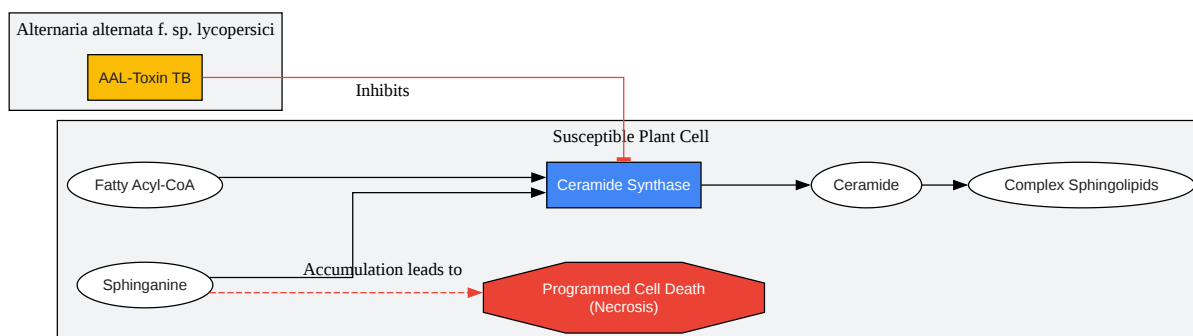 Alternaria alternata f. sp. lycopersici
AAL-Toxin TB
Inhibits
Susceptible Plant Cell
Fatty Acyl-CoA
Ceramide Synthase
Ceramide
Complex Sphingolipids
Accumulation leads to
Sphinganine
Programmed Cell Death
(Necrosis)